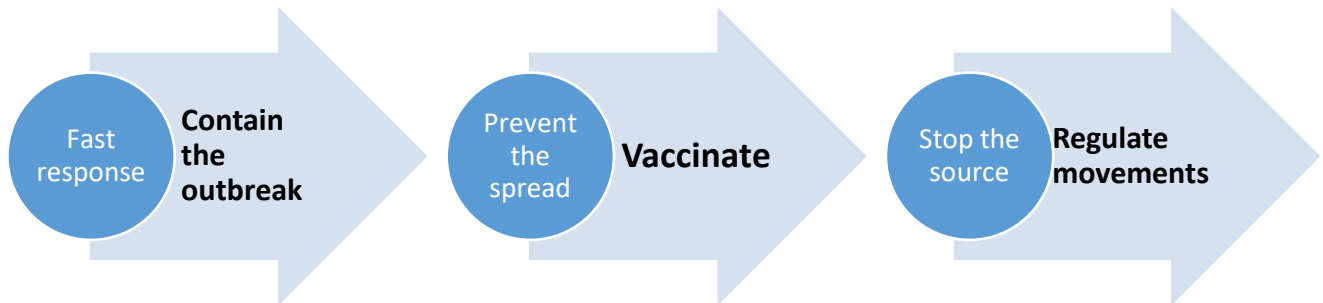 Fast
response
Contain
the
outbreak
Prevent
the
spread
Vaccinate
Stop the
source
Regulate
movements